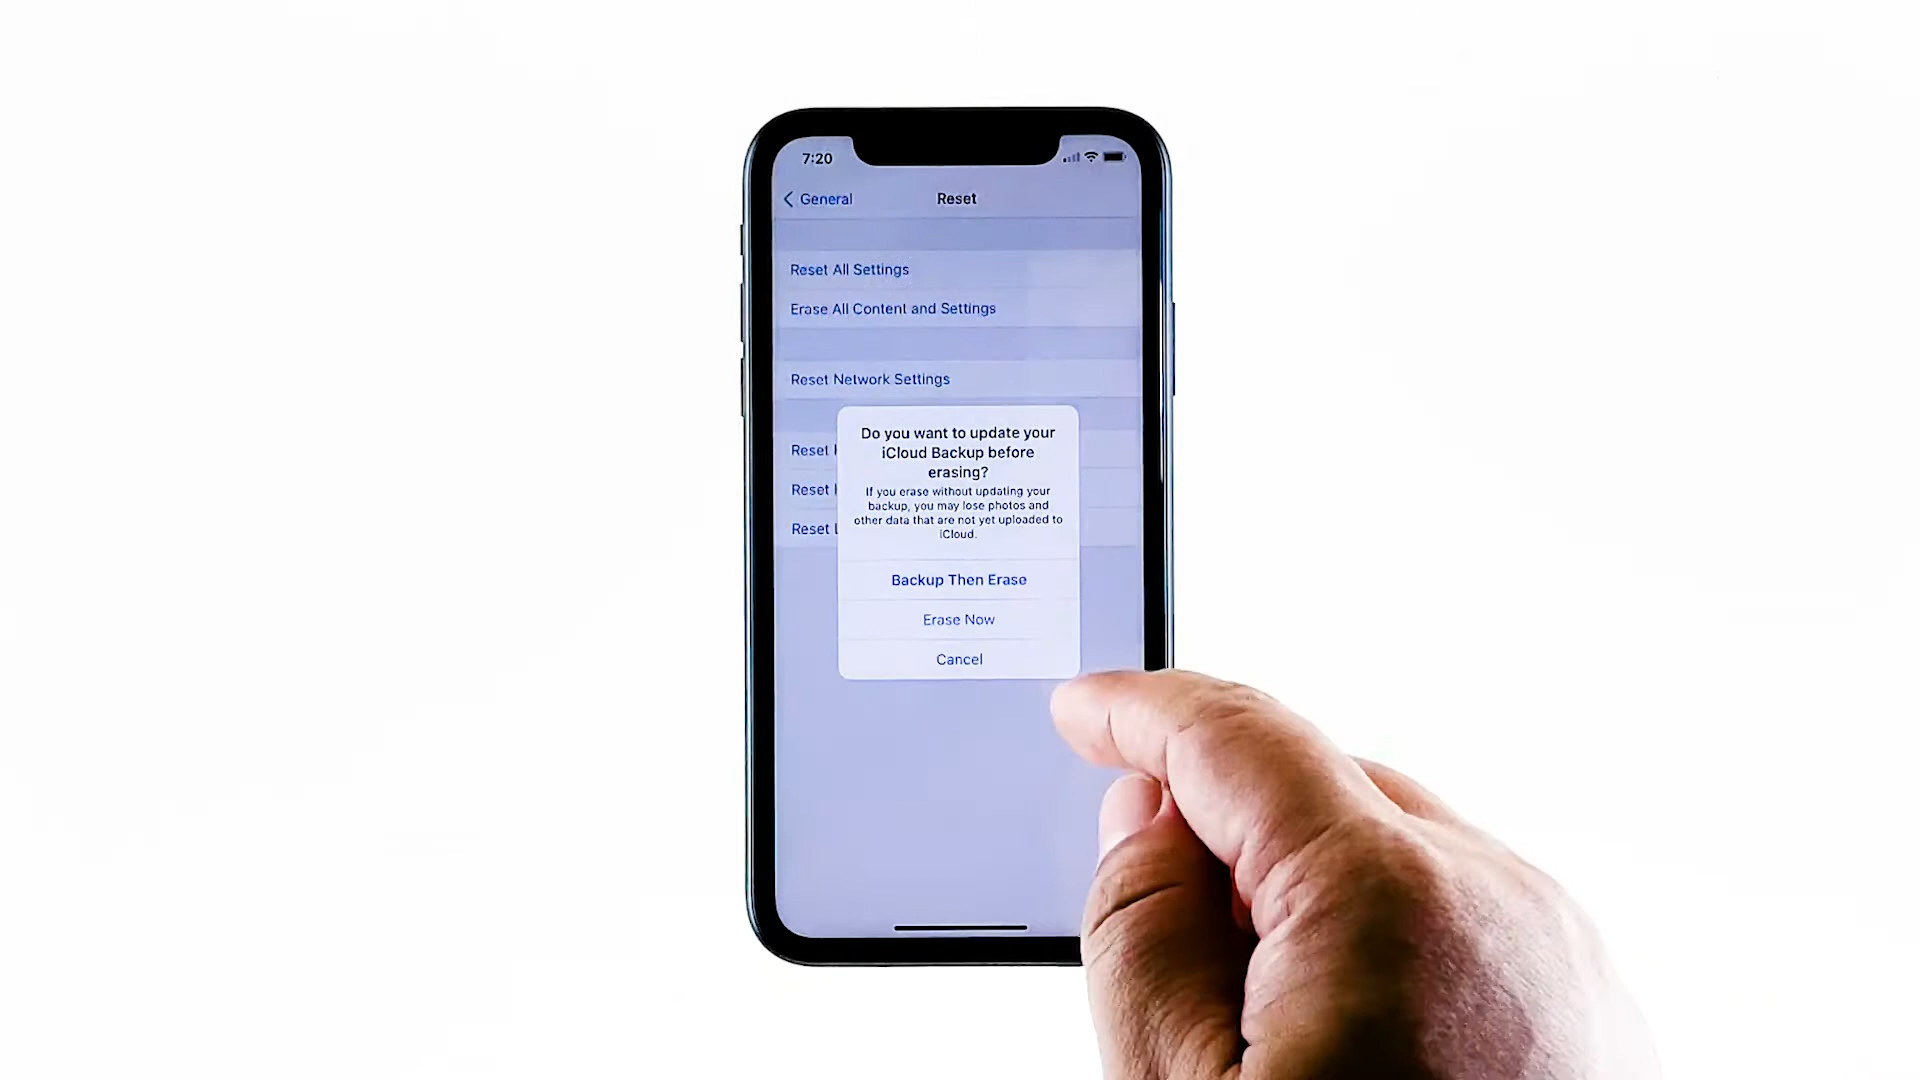 7:20
General
Reset
Reset All Settings
Erase All Content and Settings
Reset Network Settings
Reset
Reset
Reset
Do you want to update your
iCloud Backup before
erasing?
If you erase without updating your
backup, you may lose photos and
other data that are not yet uploaded to
iCloud.
Backup Then Erase
Erase Now
Cancel